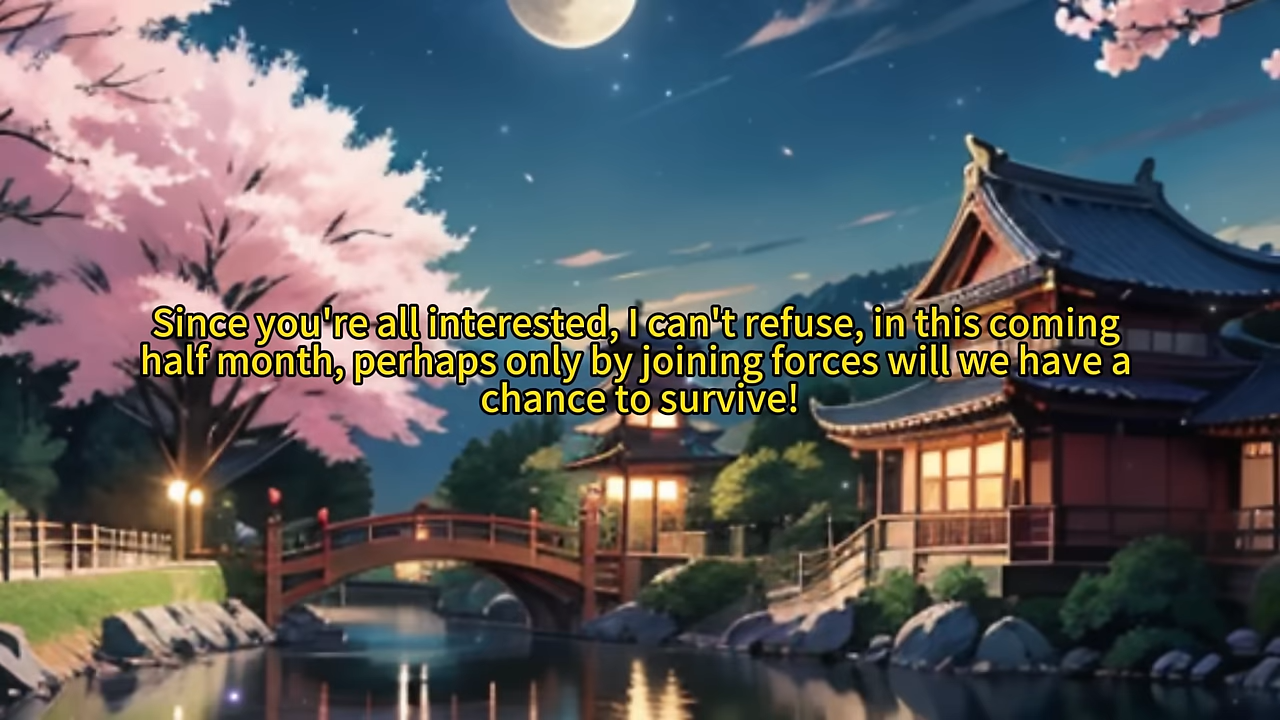 Since you're all interested, I can't refuse, in this coming
half month, perhaps only by joining forces will we have a
chance to survive!